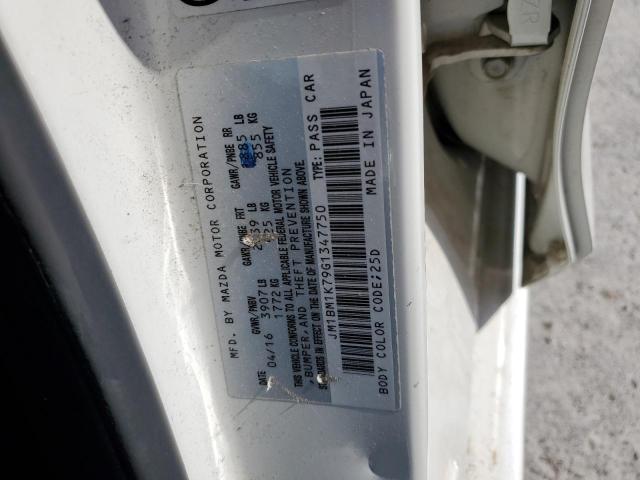 MFD. BY MAZDA MOTOR CORPORATION
DATE GVWR/PNBV GAWR/PNBE FRT GAWR/PNBE RR
04/16 3907 LB LB 1885 LB
1772 KG KG 855 KG
THIS VEHICLE CONFORMS TO ALL APPLICABLE FEDERAL MOTOR VEHICLE SAFETY
, BUMPER, AND THEFT PREVENTION
STANDARDS IN EFFECT ON THE DATE OF MANUFACTURE SHOWN ABOVE.
JM1BM1K79G1347750 TYPE: PASS CAR
BODY COLOR CODE:25D MADE IN JAPAN